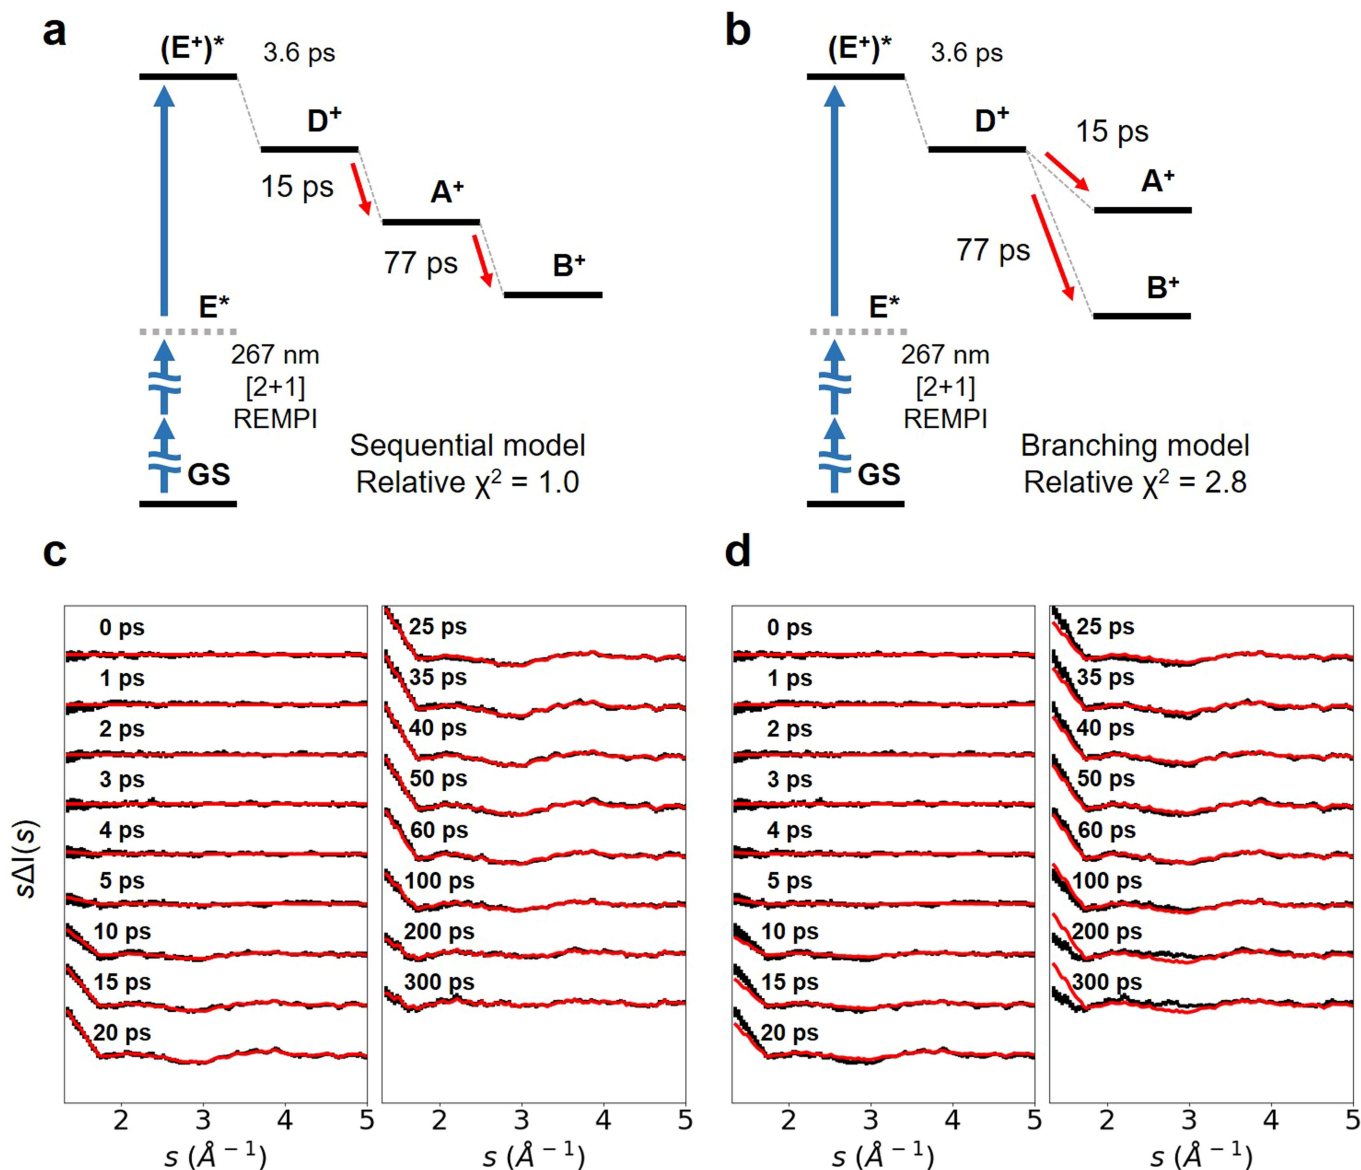 a
(E⁺)*
3.6 ps
D⁺
15 ps
A⁺
77 ps
B⁺
E*
267 nm
[2+1]
REMPI
GS
Sequential model
Relative χ² = 1.0
b
(E⁺)*
3.6 ps
D⁺
15 ps
A⁺
77 ps
B⁺
E*
267 nm
[2+1]
REMPI
GS
Branching model
Relative χ² = 2.8
c
sΔI(s)
0 ps
1 ps
2 ps
3 ps
4 ps
5 ps
10 ps
15 ps
20 ps
2 3 4 5
s (Å⁻¹)
25 ps
35 ps
40 ps
50 ps
60 ps
100 ps
200 ps
300 ps
2 3 4 5
s (Å⁻¹)
d
0 ps
1 ps
2 ps
3 ps
4 ps
5 ps
10 ps
15 ps
20 ps
2 3 4 5
s (Å⁻¹)
25 ps
35 ps
40 ps
50 ps
60 ps
100 ps
200 ps
300 ps
2 3 4 5
s (Å⁻¹)